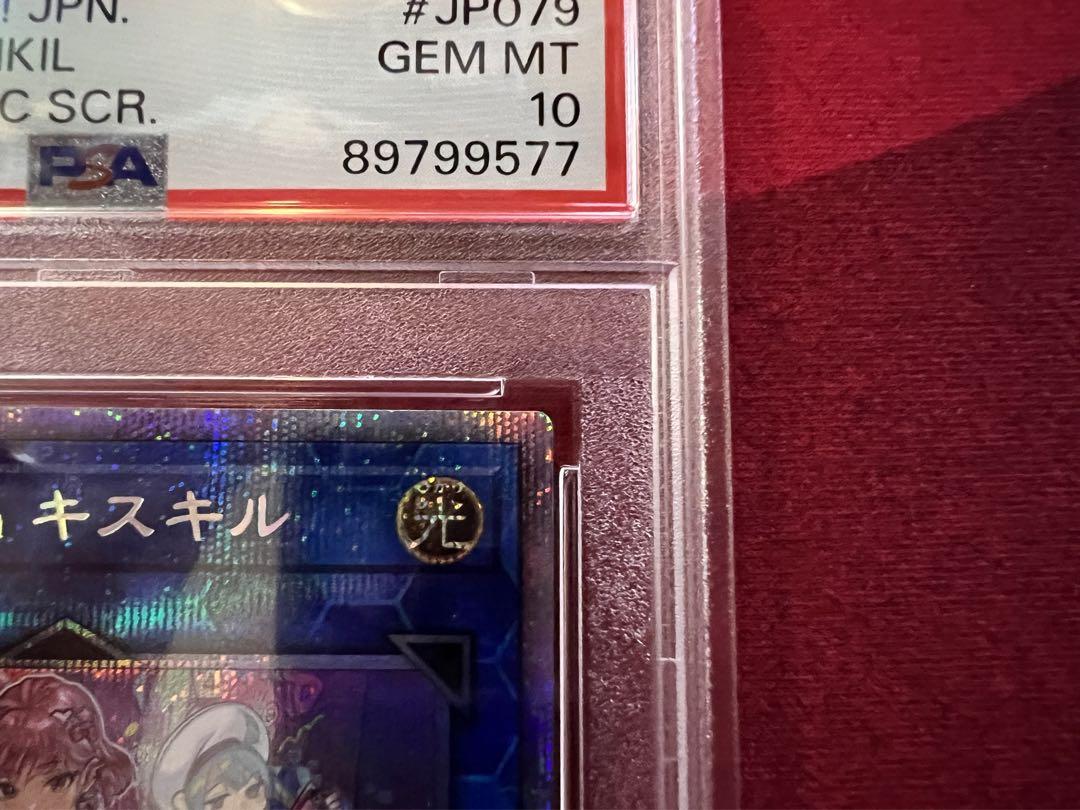 ! JPN. #JP079
IKIL GEM MT
C SCR. 10
PSA 89799577
キスキル
光